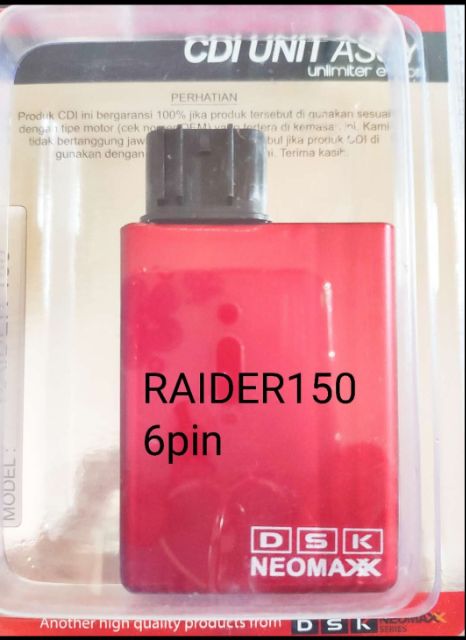 CDI UNIT ASSY
unlimiter
PERHATIAN
Produk CDI ini bergaransi 100% jika produk tersebut di gunakan sesuai
dengan tipe motor (cek OEM) yang tertera di kemasan ini. Kami
tidak bertanggung jika produk CDI di
gunakan dengan Terima kasih.
RAIDER150
6pin
MODEL :
DSK
NEOMAXX
Another high quality products from DSK NEOMAXX
SERIES